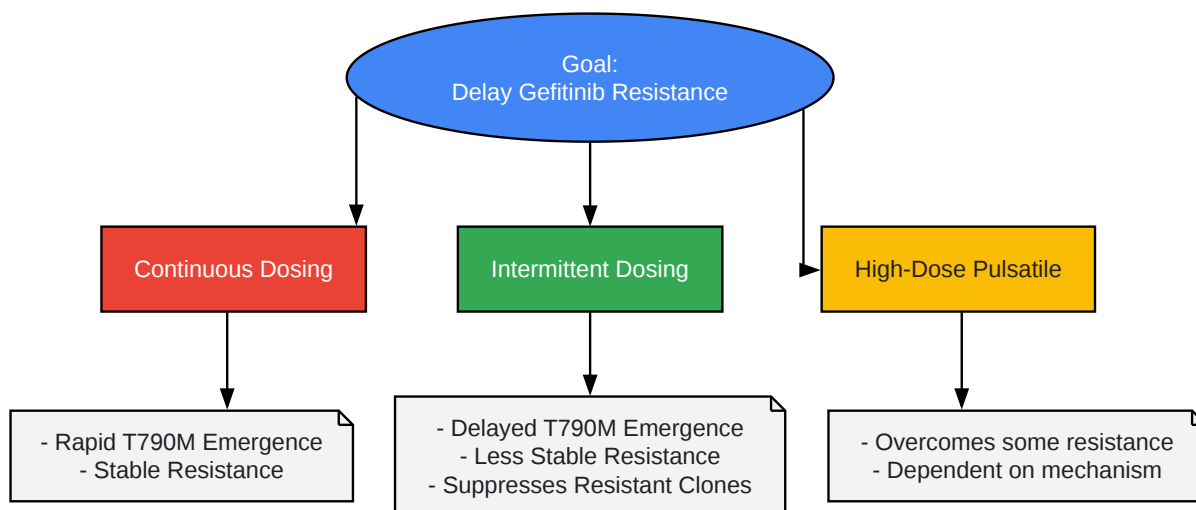 Goal:
Delay Gefitinib Resistance
Continuous Dosing
Intermittent Dosing
High-Dose Pulsatile
- Rapid T790M Emergence
- Stable Resistance
- Delayed T790M Emergence
- Less Stable Resistance
- Suppresses Resistant Clones
- Overcomes some resistance
- Dependent on mechanism